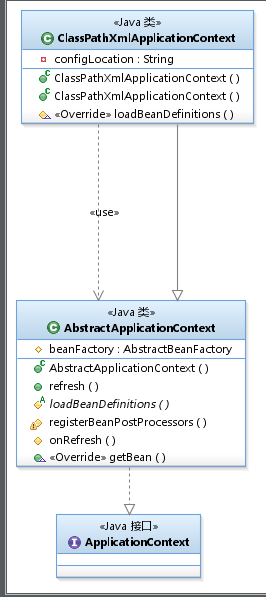 «Java 类»
ClassPathXmlApplicationContext
configLocation : String
ClassPathXmlApplicationContext ( )
ClassPathXmlApplicationContext ( )
«Override» loadBeanDefinitions ( )
«use»
«Java 类»
AbstractApplicationContext
beanFactory : AbstractBeanFactory
AbstractApplicationContext ( )
refresh ( )
loadBeanDefinitions ( )
registerBeanPostProcessors ( )
onRefresh ( )
«Override» getBean ( )
«Java 接口»
ApplicationContext